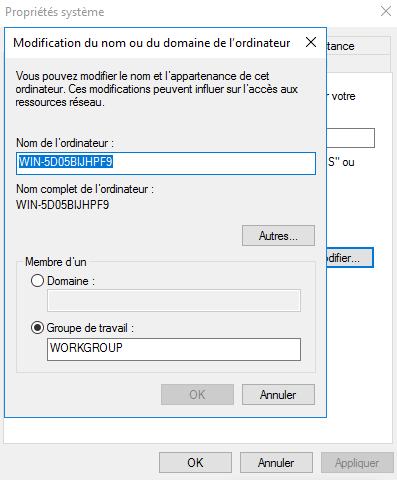 Propriétés système
Modification du nom ou du domaine de l'ordinateur
tance
Vous pouvez modifier le nom et l'appartenance de cet
ordinateur. Ces modifications peuvent influer sur l'accès aux
ressources réseau.
r votre
Nom de l'ordinateur :
WIN-5D05BIJHPF9
S" ou
Nom complet de l'ordinateur :
WIN-5D05BIJHPF9
Autres...
difier...
Membre d'un
Domaine :
Groupe de travail :
WORKGROUP
OK
Annuler
OK
Annuler
Appliquer